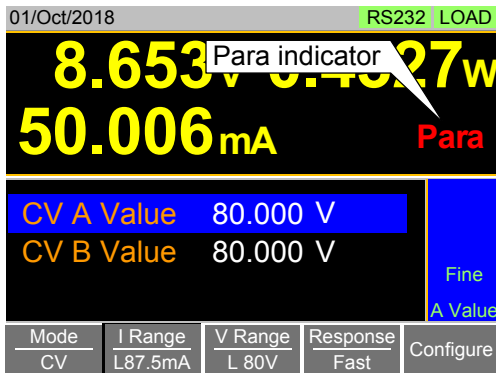 01/Oct/2018 RS232 LOAD
Para indicator
8.653 27w
50.006mA Para
CV A Value 80.000 V
CV B Value 80.000 V
Fine
A Value
Mode I Range V Range Response Configure
CV L87.5mA L 80V Fast